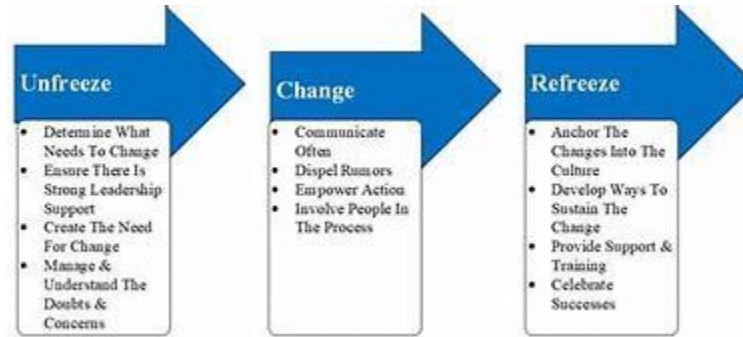 Unfreeze
• Determine What
Needs To Change
• Ensure There Is
Strong Leadership
Support
• Create The Need
For Change
• Manage &
Understand The
Doubts &
Concerns
Change
• Communicate
Often
• Dispel Rumors
• Empower Action
• Involve People In
The Process
Refreeze
• Anchor The
Changes Into The
Culture
• Develop Ways To
Sustain The
Change
• Provide Support &
Training
• Celebrate
Successes